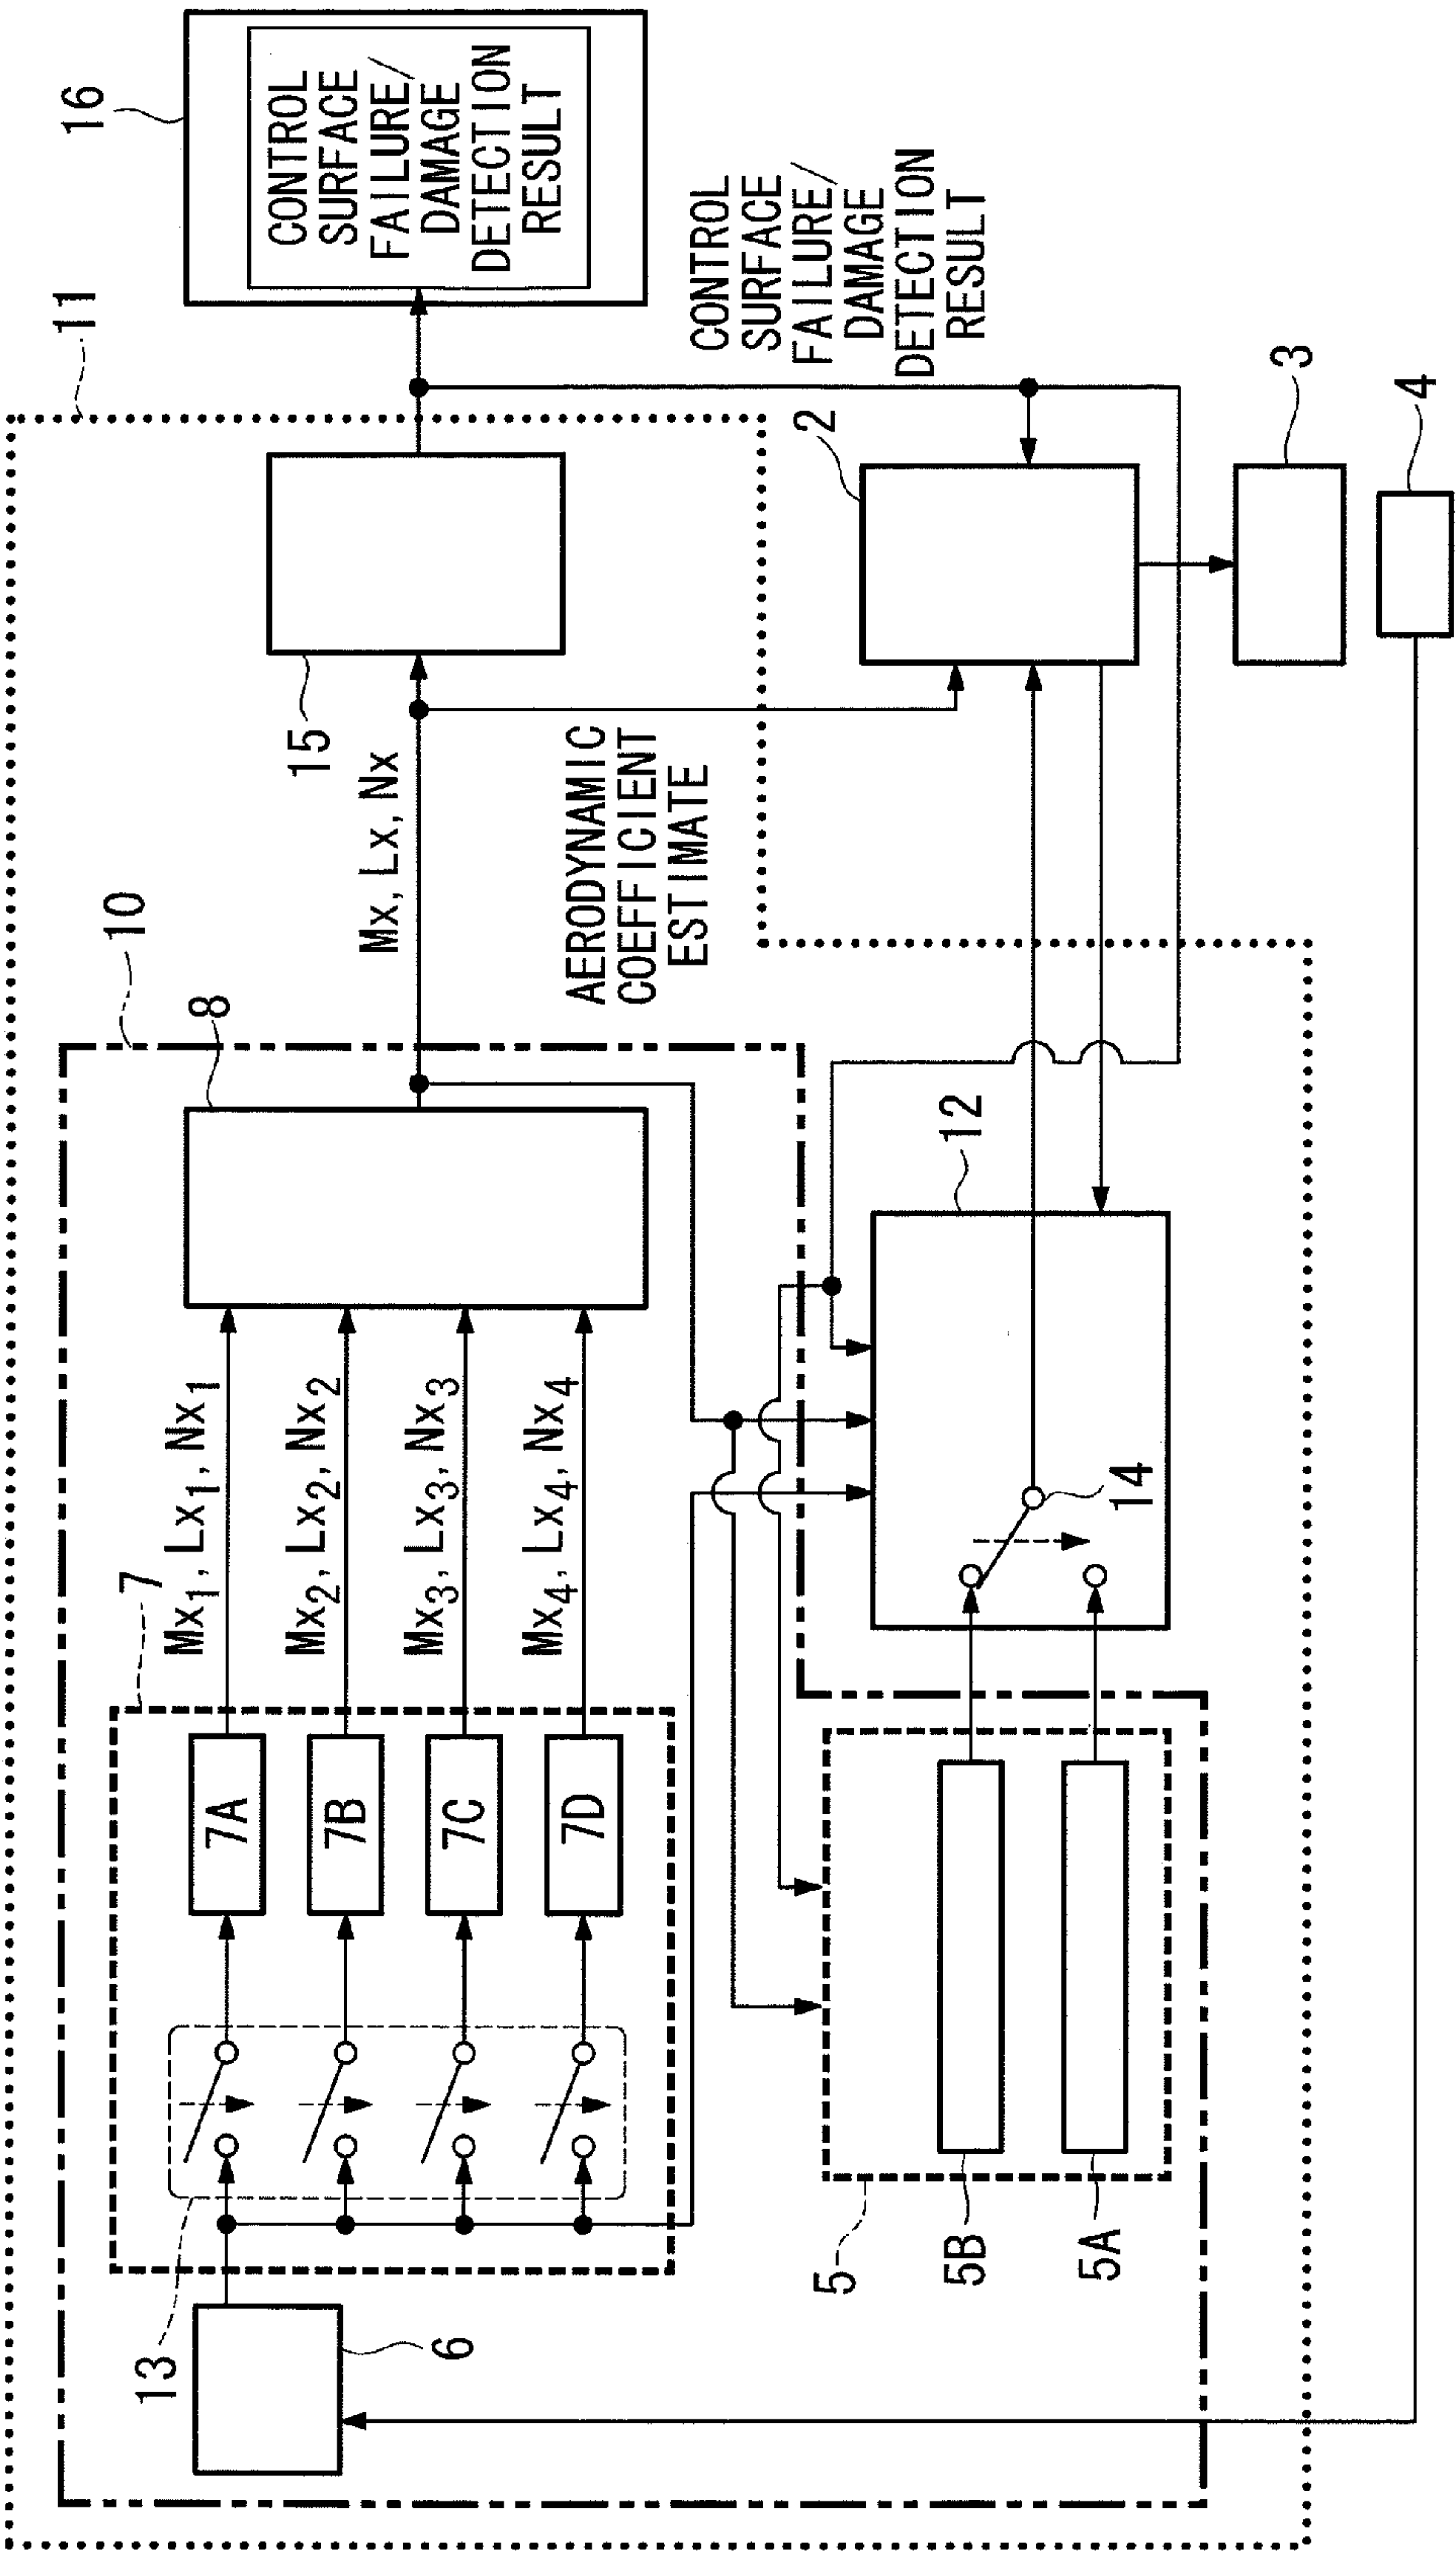 11
16
CONTROL
SURFACE
FAILURE/
DAMAGE
DETECTION
RESULT
10
8
15
Mx, Lx, Nx
AERODYNAMIC
COEFFICIENT
ESTIMATE
CONTROL
SURFACE
FAILURE/
DAMAGE
DETECTION
RESULT
2
3
4
7
Mx1, Lx1, Nx1
Mx2, Lx2, Nx2
Mx3, Lx3, Nx3
Mx4, Lx4, Nx4
7A
7B
7C
7D
13
6
12
14
5
5B
5A